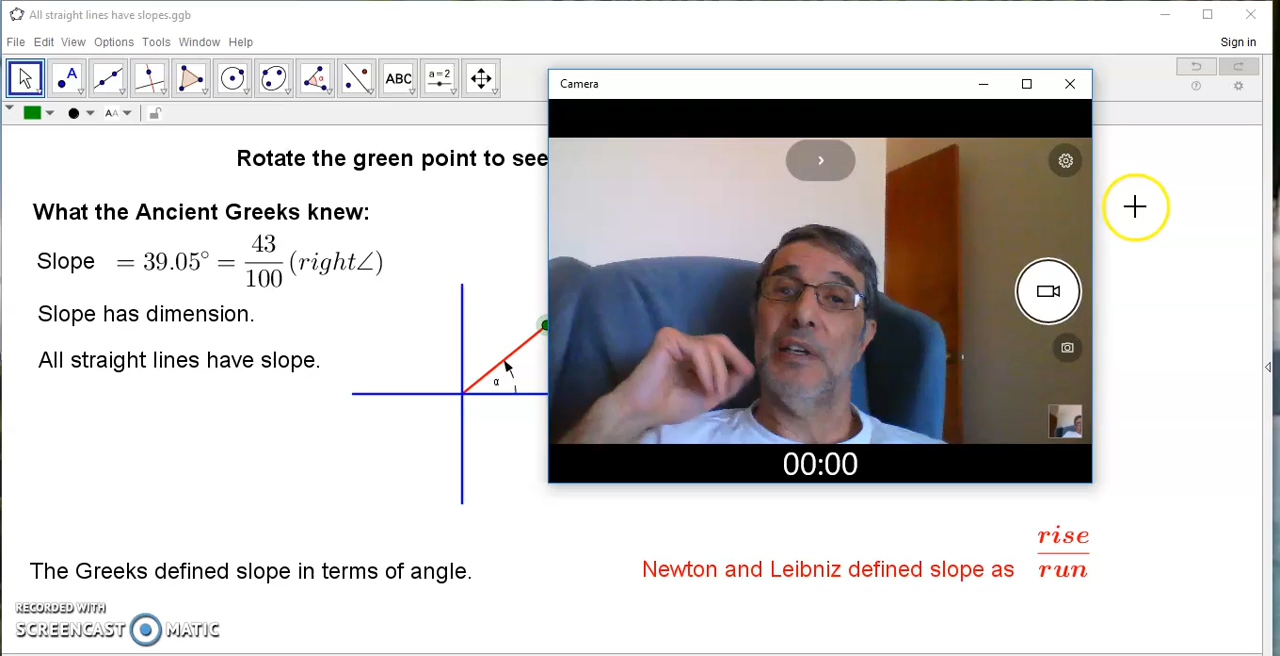 All straight lines have slopes.ggb
File Edit View Options Tools Window Help
Sign in
ABC
a=2
AA
Camera
Rotate the green point to see
What the Ancient Greeks knew:
Slope = 39.05° = 43/100 (right∠)
Slope has dimension.
All straight lines have slope.
α
00:00
The Greeks defined slope in terms of angle.
Newton and Leibniz defined slope as rise/run
RECORDED WITH
SCREENCAST MATIC